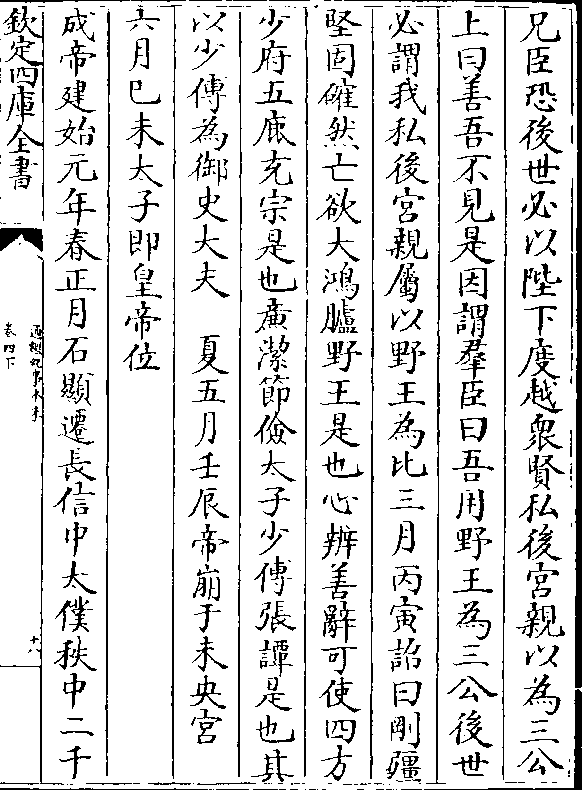 兄臣恐後世必以陛下度越衆賢私後宮親以為三公
上曰善吾不見是因謂羣臣曰吾用野王為三公後世
必謂我私後宮親屬以野王為比三月丙寅詔曰剛彊
堅固確然亡欲大鴻臚野王是也心辨善辭可使四方
少府五鹿充宗是也廉潔節儉太子少傅張譚是也其
以少傅為御史大夫　夏五月壬辰帝崩于未央宮
六月已未太子即皇帝位
成帝建始元年春正月石顯遷長信中太僕秩中二千
欽定四庫全書
通鑑紀事本末
卷四下
十八